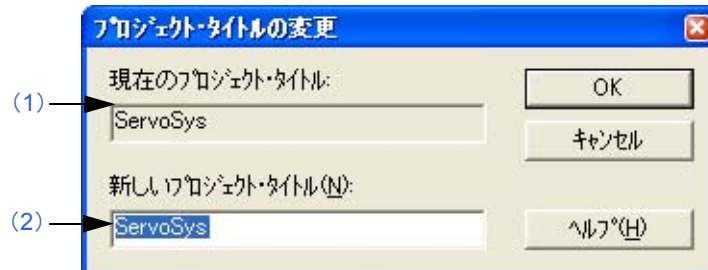 プロジェクト・タイトルの変更
(1)
現在のプロジェクト・タイトル:
ServoSys
OK
キャンセル
(2)
新しいプロジェクト・タイトル(N):
ServoSys
ヘルプ(H)